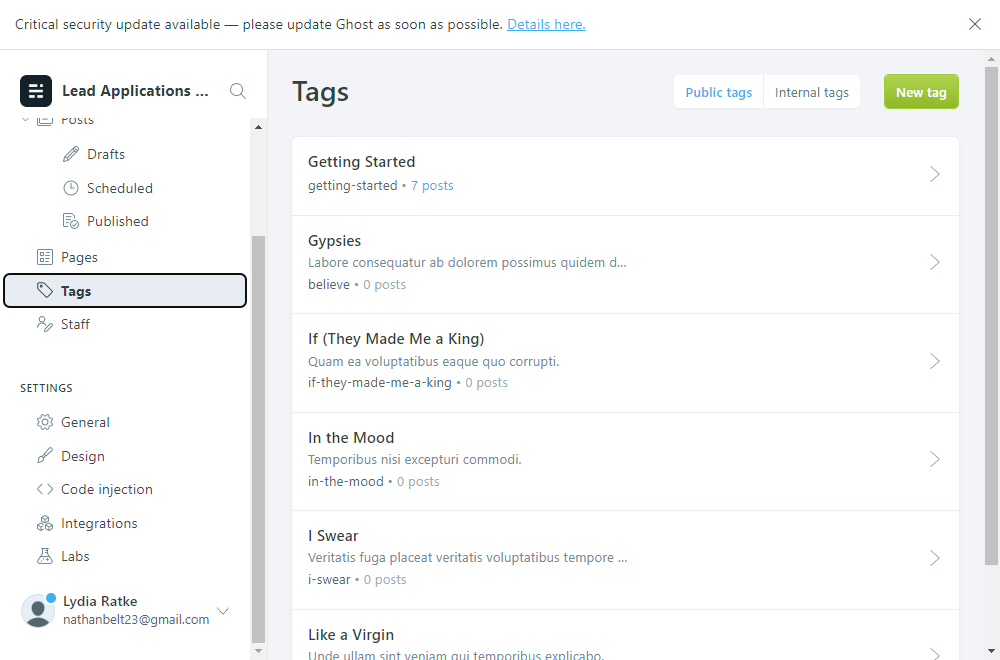 Critical security update available — please update Ghost as soon as possible. Details here.
Lead Applications ...
Posts
Drafts
Scheduled
Published
Pages
Tags
Staff
SETTINGS
General
Design
Code injection
Integrations
Labs
Lydia Ratke
nathanbelt23@gmail.com
Tags
Public tags
Internal tags
New tag
Getting Started
getting-started • 7 posts
Gypsies
Labore consequatur ab dolorem possimus quidem d...
believe • 0 posts
If (They Made Me a King)
Quam ea voluptatibus eaque quo corrupti.
if-they-made-me-a-king • 0 posts
In the Mood
Temporibus nisi excepturi commodi.
in-the-mood • 0 posts
I Swear
Veritatis fuga placeat veritatis voluptatibus tempore ...
i-swear • 0 posts
Like a Virgin
Unde ullam sint veniam qui temporibus explicabo.